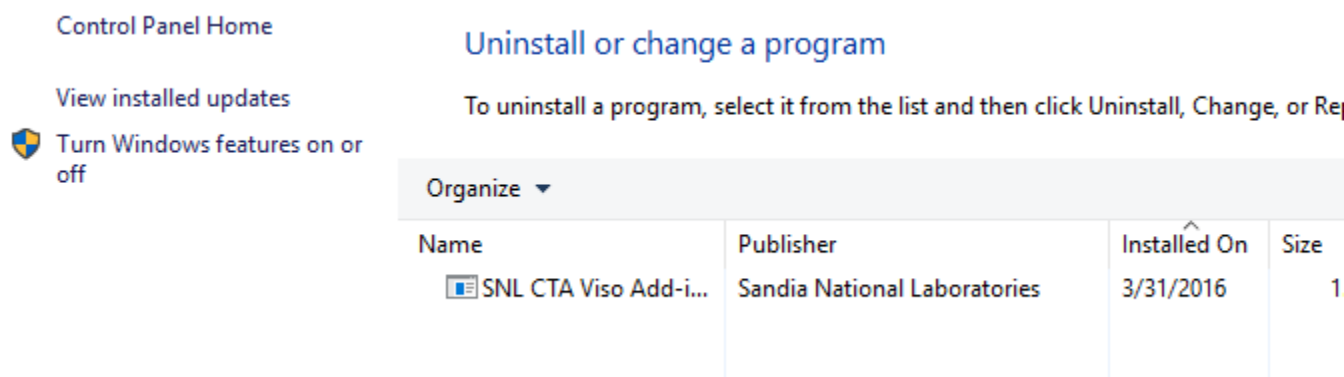 Control Panel Home
View installed updates
Turn Windows features on or
off
Uninstall or change a program
To uninstall a program, select it from the list and then click Uninstall, Change, or Rep
Organize
Name Publisher Installed On Size
SNL CTA Viso Add-i... Sandia National Laboratories 3/31/2016 1